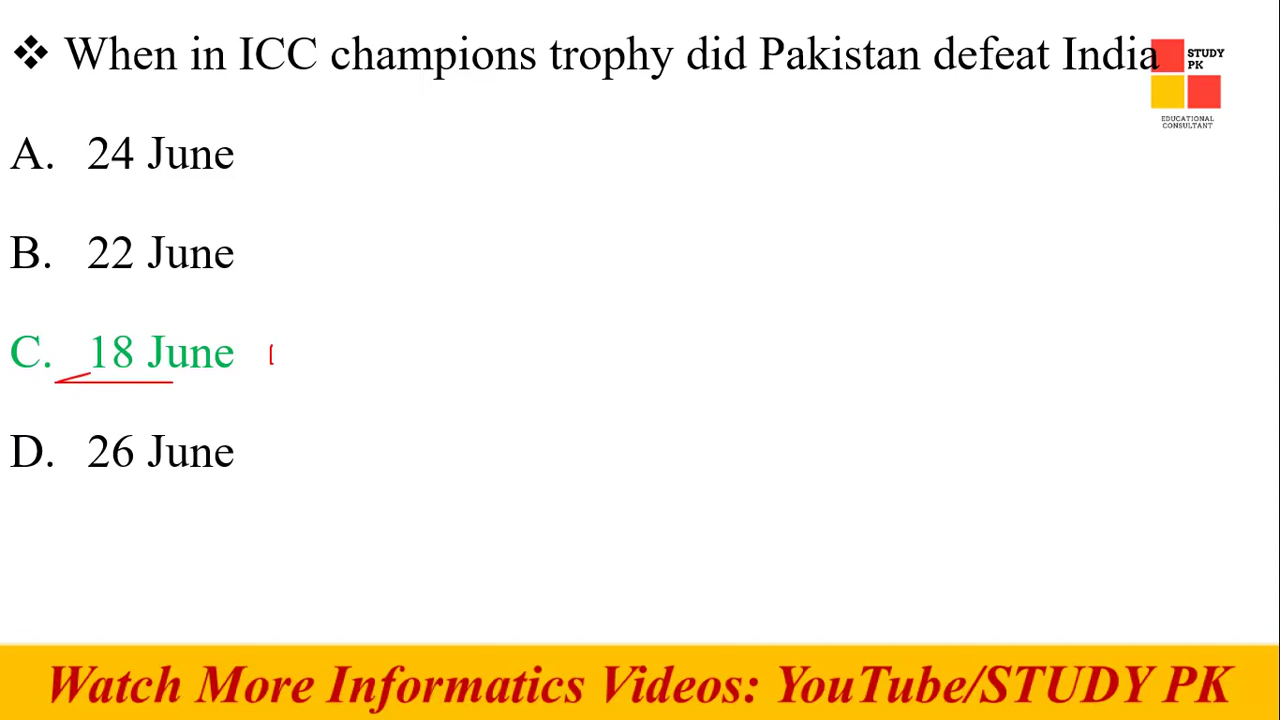 ❖ When in ICC champions trophy did Pakistan defeat India
STUDY
PK
EDUCATIONAL
CONSULTANT
A. 24 June
B. 22 June
C. 18 June
D. 26 June
Watch More Informatics Videos: YouTube/STUDY PK